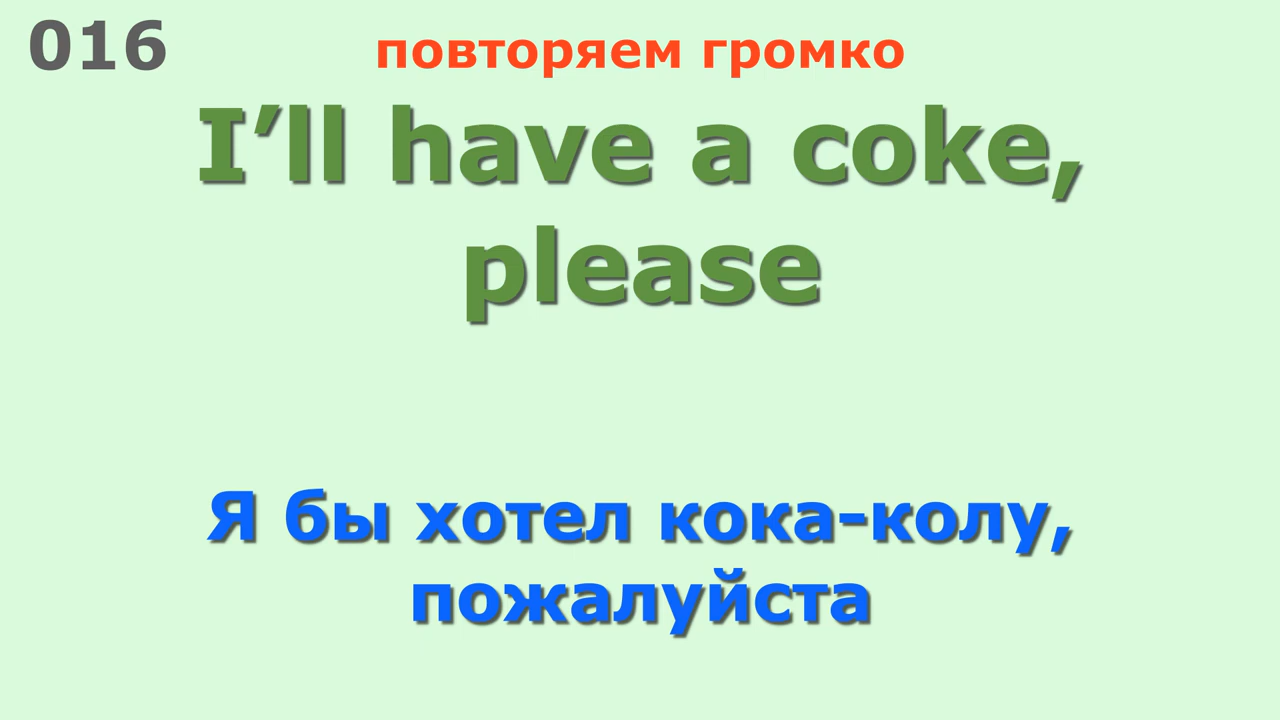 016
повторяем громко
I’ll have a coke,
please
Я бы хотел кока-колу,
пожалуйста